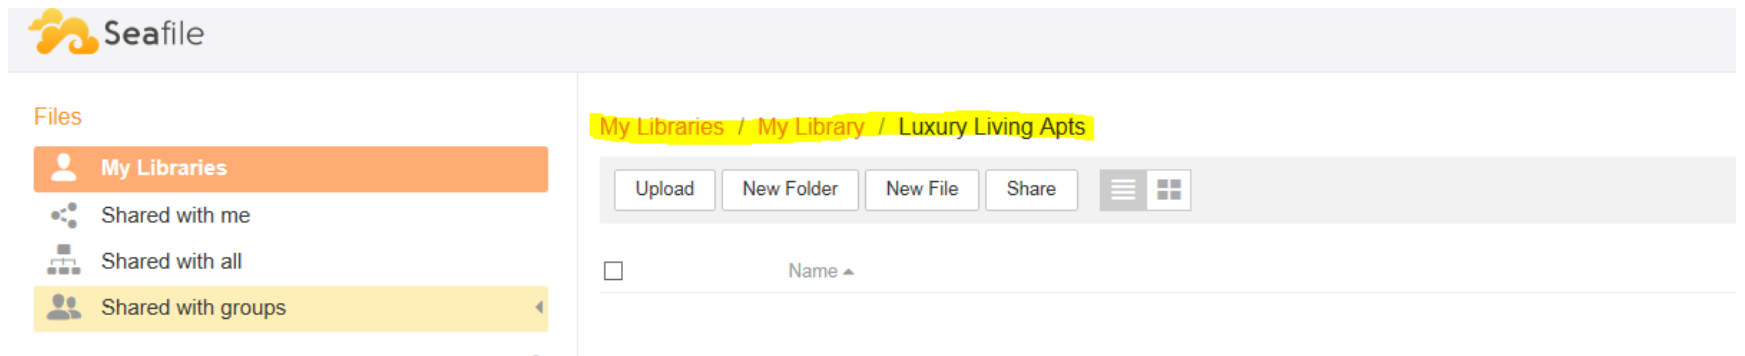 Seafile
Files
My Libraries
Shared with me
Shared with all
Shared with groups
My Libraries / My Library / Luxury Living Apts
Upload New Folder New File Share
Name